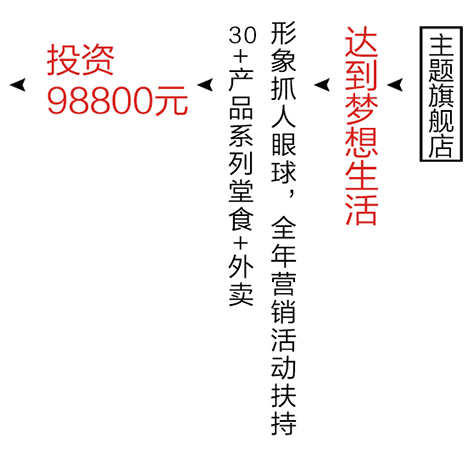 主题旗舰店
达到梦想生活
形象抓人眼球，全年营销活动扶持
30+产品系列堂食+外卖
投资
98800元